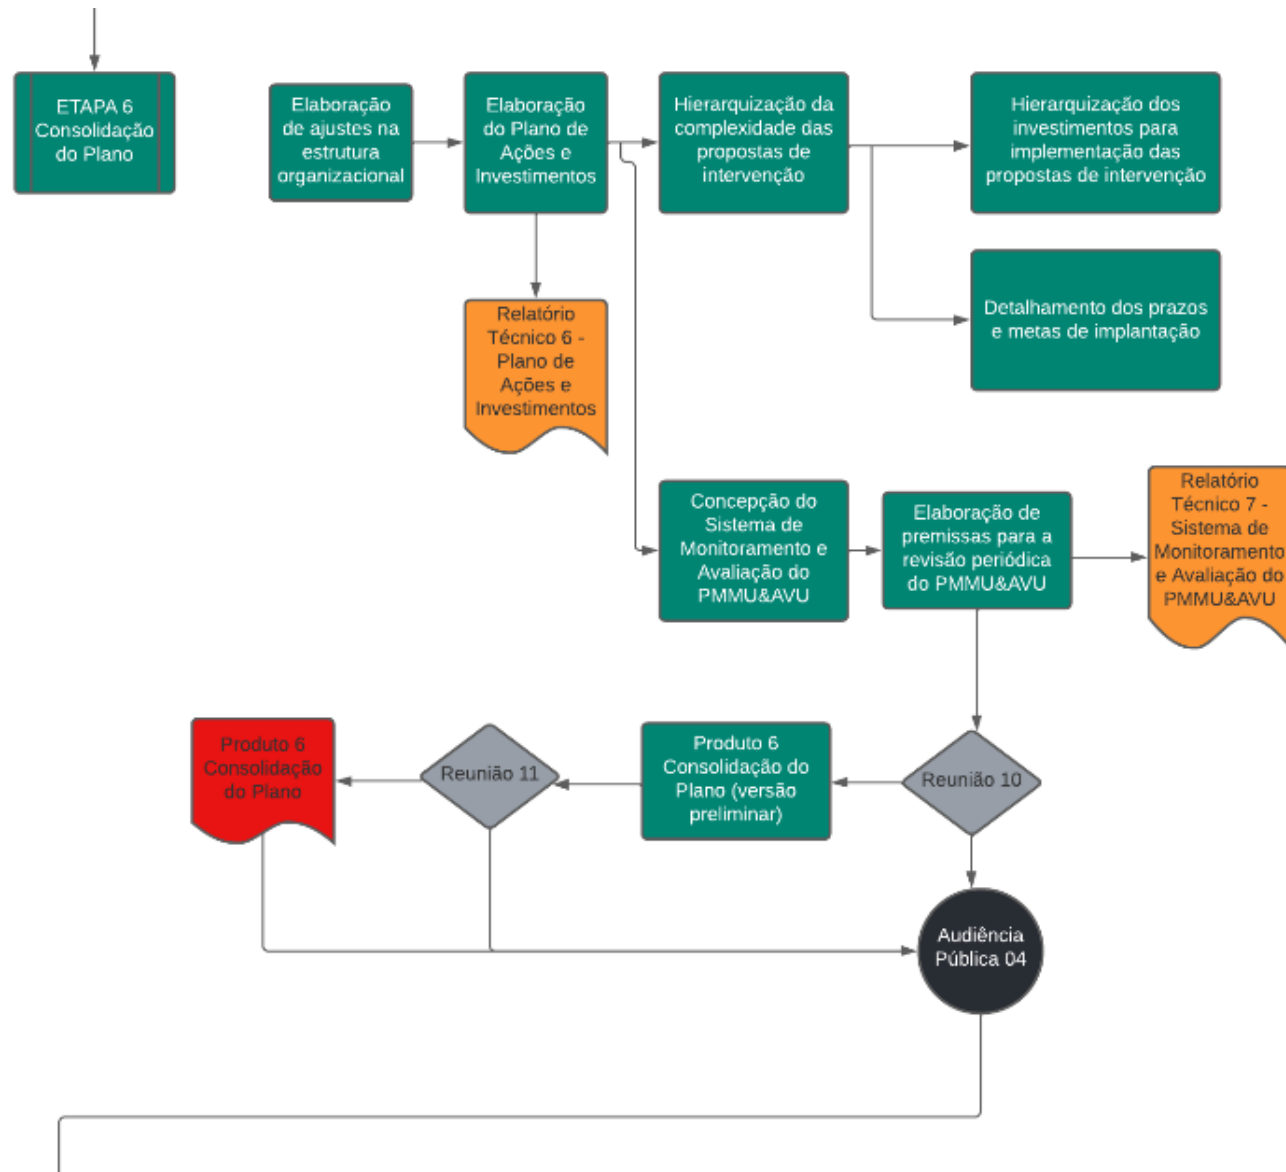 ETAPA 6
Consolidação
do Plano
Elaboração
de ajustes na
estrutura
organizacional
Elaboração
do Plano de
Ações e
Investimentos
Hierarquização da
complexidade das
propostas de
intervenção
Hierarquização dos
investimentos para
implementação das
propostas de intervenção
Detalhamento dos prazos
e metas de implantação
Relatório
Técnico 6 -
Plano de
Ações e
Investimentos
Concepção do
Sistema de
Monitoramento e
Avaliação do
PMMU&AVU
Elaboração de
premissas para a
revisão periódica
do PMMU&AVU
Relatório
Técnico 7 -
Sistema de
Monitoramento
e Avaliação do
PMMU&AVU
Produto 6
Consolidação
do Plano
Reunião 11
Produto 6
Consolidação do
Plano (versão
preliminar)
Reunião 10
Audiência
Pública 04